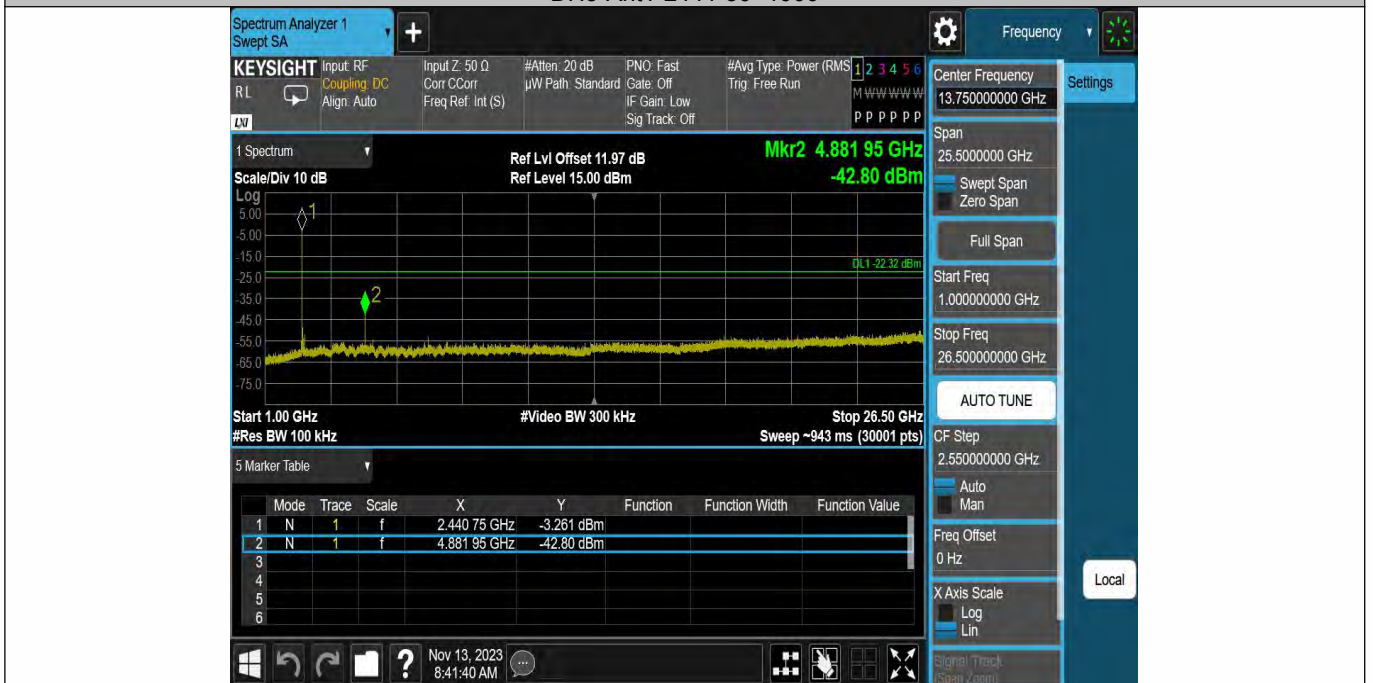 Spectrum Analyzer 1
Swept SA
+
Frequency
KEYSIGHT
RL
LXI
Input: RF
Coupling: DC
Align: Auto
Input Z: 50 Ω
Corr CCorr
Freq Ref: Int (S)
#Atten: 20 dB
µW Path: Standard
PNO: Fast
Gate: Off
IF Gain: Low
Sig Track: Off
#Avg Type: Power (RMS
Trig: Free Run
1 2 3 4 5 6
M W W W W W
P P P P P P
1 Spectrum
Scale/Div 10 dB
Ref Lvl Offset 11.97 dB
Ref Level 15.00 dBm
Mkr2 4.881 95 GHz
-42.80 dBm
Log
5.00
-5.00
-15.0
-25.0
-35.0
-45.0
-55.0
-65.0
-75.0
1
2
DL1 -22.32 dBm
Start 1.00 GHz
#Res BW 100 kHz
#Video BW 300 kHz
Stop 26.50 GHz
Sweep ~943 ms (30001 pts)
5 Marker Table
Mode Trace Scale X Y Function Function Width Function Value
1 N 1 f 2.440 75 GHz -3.261 dBm
2 N 1 f 4.881 95 GHz -42.80 dBm
3
4
5
6
Nov 13, 2023
8:41:40 AM
Center Frequency
13.750000000 GHz
Settings
Span
25.5000000 GHz
Swept Span
Zero Span
Full Span
Start Freq
1.000000000 GHz
Stop Freq
26.500000000 GHz
AUTO TUNE
CF Step
2.550000000 GHz
Auto
Man
Freq Offset
0 Hz
X Axis Scale
Log
Lin
Signal Track
(Span Zoom)
Local